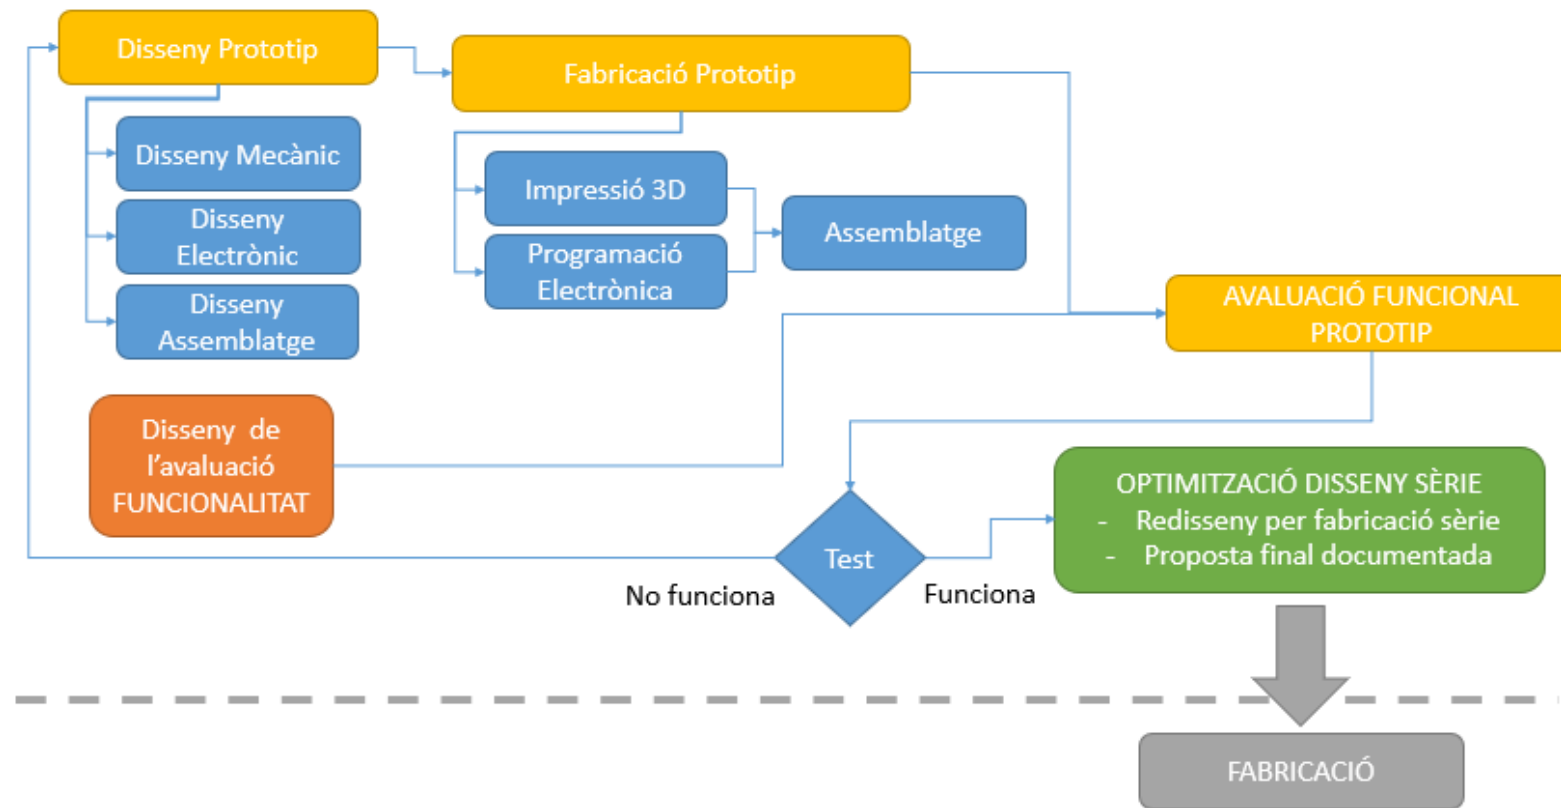 Disseny Prototip
Fabricació Prototip
Disseny Mecànic
Disseny
Electrònic
Disseny
Assemblatge
Impressió 3D
Programació
Electrònica
Assemblatge
AVALUACIÓ FUNCIONAL
PROTOTIP
Disseny de
l'avaluació
FUNCIONALITAT
Test
No funciona
Funciona
OPTIMITZACIÓ DISSENY SÈRIE
- Redisseny per fabricació sèrie
- Proposta final documentada
FABRICACIÓ